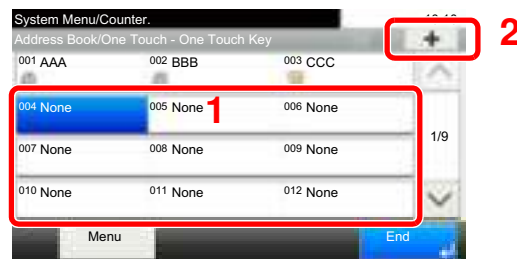 System Menu/Counter.
Address Book/One Touch - One Touch Key
+
2
001 AAA 002 BBB 003 CCC
004 None 005 None 006 None
1
007 None 008 None 009 None
1/9
010 None 011 None 012 None
Menu End